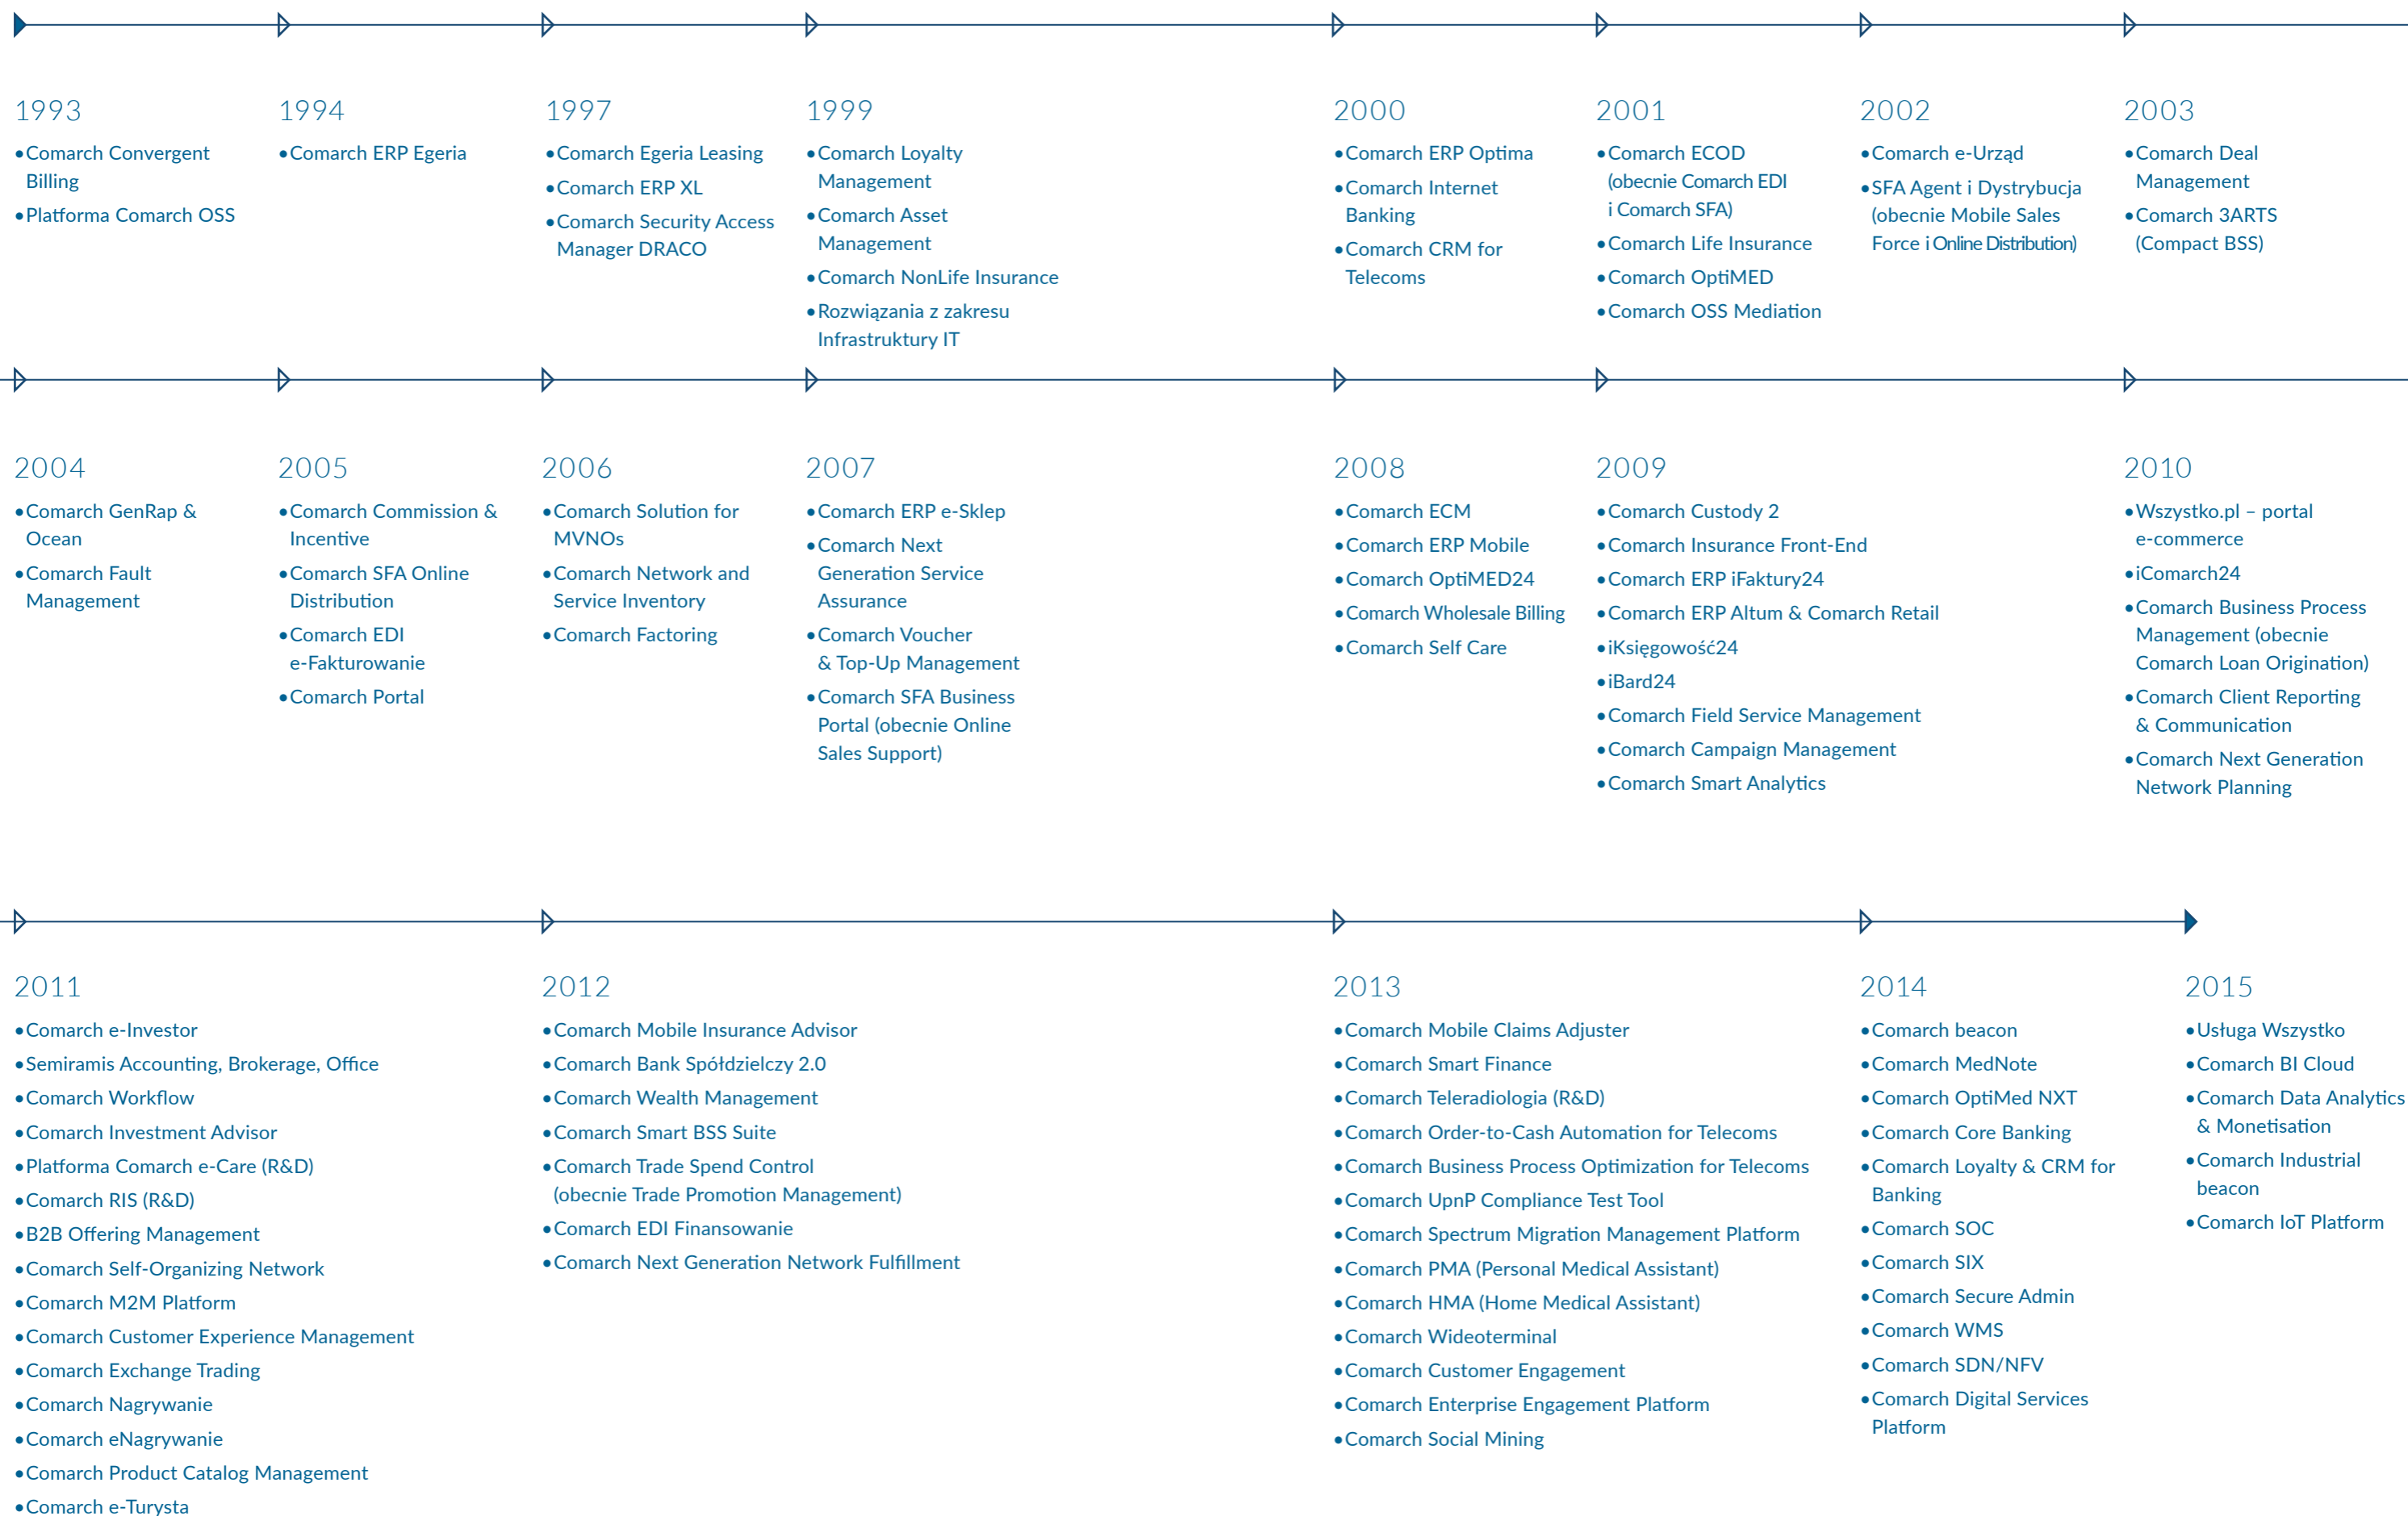 1993
•Comarch Convergent
Billing
•Platforma Comarch OSS
1994
•Comarch ERP Egeria
1997
•Comarch Egeria Leasing
•Comarch ERP XL
•Comarch Security Access
Manager DRACO
1999
•Comarch Loyalty
Management
•Comarch Asset
Management
•Comarch NonLife Insurance
•Rozwiązania z zakresu
Infrastruktury IT
2000
•Comarch ERP Optima
•Comarch Internet
Banking
•Comarch CRM for
Telecoms
2001
•Comarch ECOD
(obecnie Comarch EDI
i Comarch SFA)
•Comarch Life Insurance
•Comarch OptiMED
•Comarch OSS Mediation
2002
•Comarch e-Urząd
•SFA Agent i Dystrybucja
(obecnie Mobile Sales
Force i Online Distribution)
2003
•Comarch Deal
Management
•Comarch 3ARTS
(Compact BSS)
2004
•Comarch GenRap &
Ocean
•Comarch Fault
Management
2005
•Comarch Commission &
Incentive
•Comarch SFA Online
Distribution
•Comarch EDI
e-Fakturowanie
•Comarch Portal
2006
•Comarch Solution for
MVNOs
•Comarch Network and
Service Inventory
•Comarch Factoring
2007
•Comarch ERP e-Sklep
•Comarch Next
Generation Service
Assurance
•Comarch Voucher
& Top-Up Management
•Comarch SFA Business
Portal (obecnie Online
Sales Support)
2008
•Comarch ECM
•Comarch ERP Mobile
•Comarch OptiMED24
•Comarch Wholesale Billing
•Comarch Self Care
2009
•Comarch Custody 2
•Comarch Insurance Front-End
•Comarch ERP iFaktury24
•Comarch ERP Altum & Comarch Retail
•iKsięgowość24
•iBard24
•Comarch Field Service Management
•Comarch Campaign Management
•Comarch Smart Analytics
2010
•Wszystko.pl – portal
e-commerce
•iComarch24
•Comarch Business Process
Management (obecnie
Comarch Loan Origination)
•Comarch Client Reporting
& Communication
•Comarch Next Generation
Network Planning
2011
•Comarch e-Investor
•Semiramis Accounting, Brokerage, Office
•Comarch Workflow
•Comarch Investment Advisor
•Platforma Comarch e-Care (R&D)
•Comarch RIS (R&D)
•B2B Offering Management
•Comarch Self-Organizing Network
•Comarch M2M Platform
•Comarch Customer Experience Management
•Comarch Exchange Trading
•Comarch Nagrywanie
•Comarch eNagrywanie
•Comarch Product Catalog Management
•Comarch e-Turysta
2012
•Comarch Mobile Insurance Advisor
•Comarch Bank Spółdzielczy 2.0
•Comarch Wealth Management
•Comarch Smart BSS Suite
•Comarch Trade Spend Control
(obecnie Trade Promotion Management)
•Comarch EDI Finansowanie
•Comarch Next Generation Network Fulfillment
2013
•Comarch Mobile Claims Adjuster
•Comarch Smart Finance
•Comarch Teleradiologia (R&D)
•Comarch Order-to-Cash Automation for Telecoms
•Comarch Business Process Optimization for Telecoms
•Comarch UpnP Compliance Test Tool
•Comarch Spectrum Migration Management Platform
•Comarch PMA (Personal Medical Assistant)
•Comarch HMA (Home Medical Assistant)
•Comarch Wideoterminal
•Comarch Customer Engagement
•Comarch Enterprise Engagement Platform
•Comarch Social Mining
2014
•Comarch beacon
•Comarch MedNote
•Comarch OptiMed NXT
•Comarch Core Banking
•Comarch Loyalty & CRM for
Banking
•Comarch SOC
•Comarch SIX
•Comarch Secure Admin
•Comarch WMS
•Comarch SDN/NFV
•Comarch Digital Services
Platform
2015
•Usługa Wszystko
•Comarch BI Cloud
•Comarch Data Analytics
& Monetisation
•Comarch Industrial
beacon
•Comarch IoT Platform